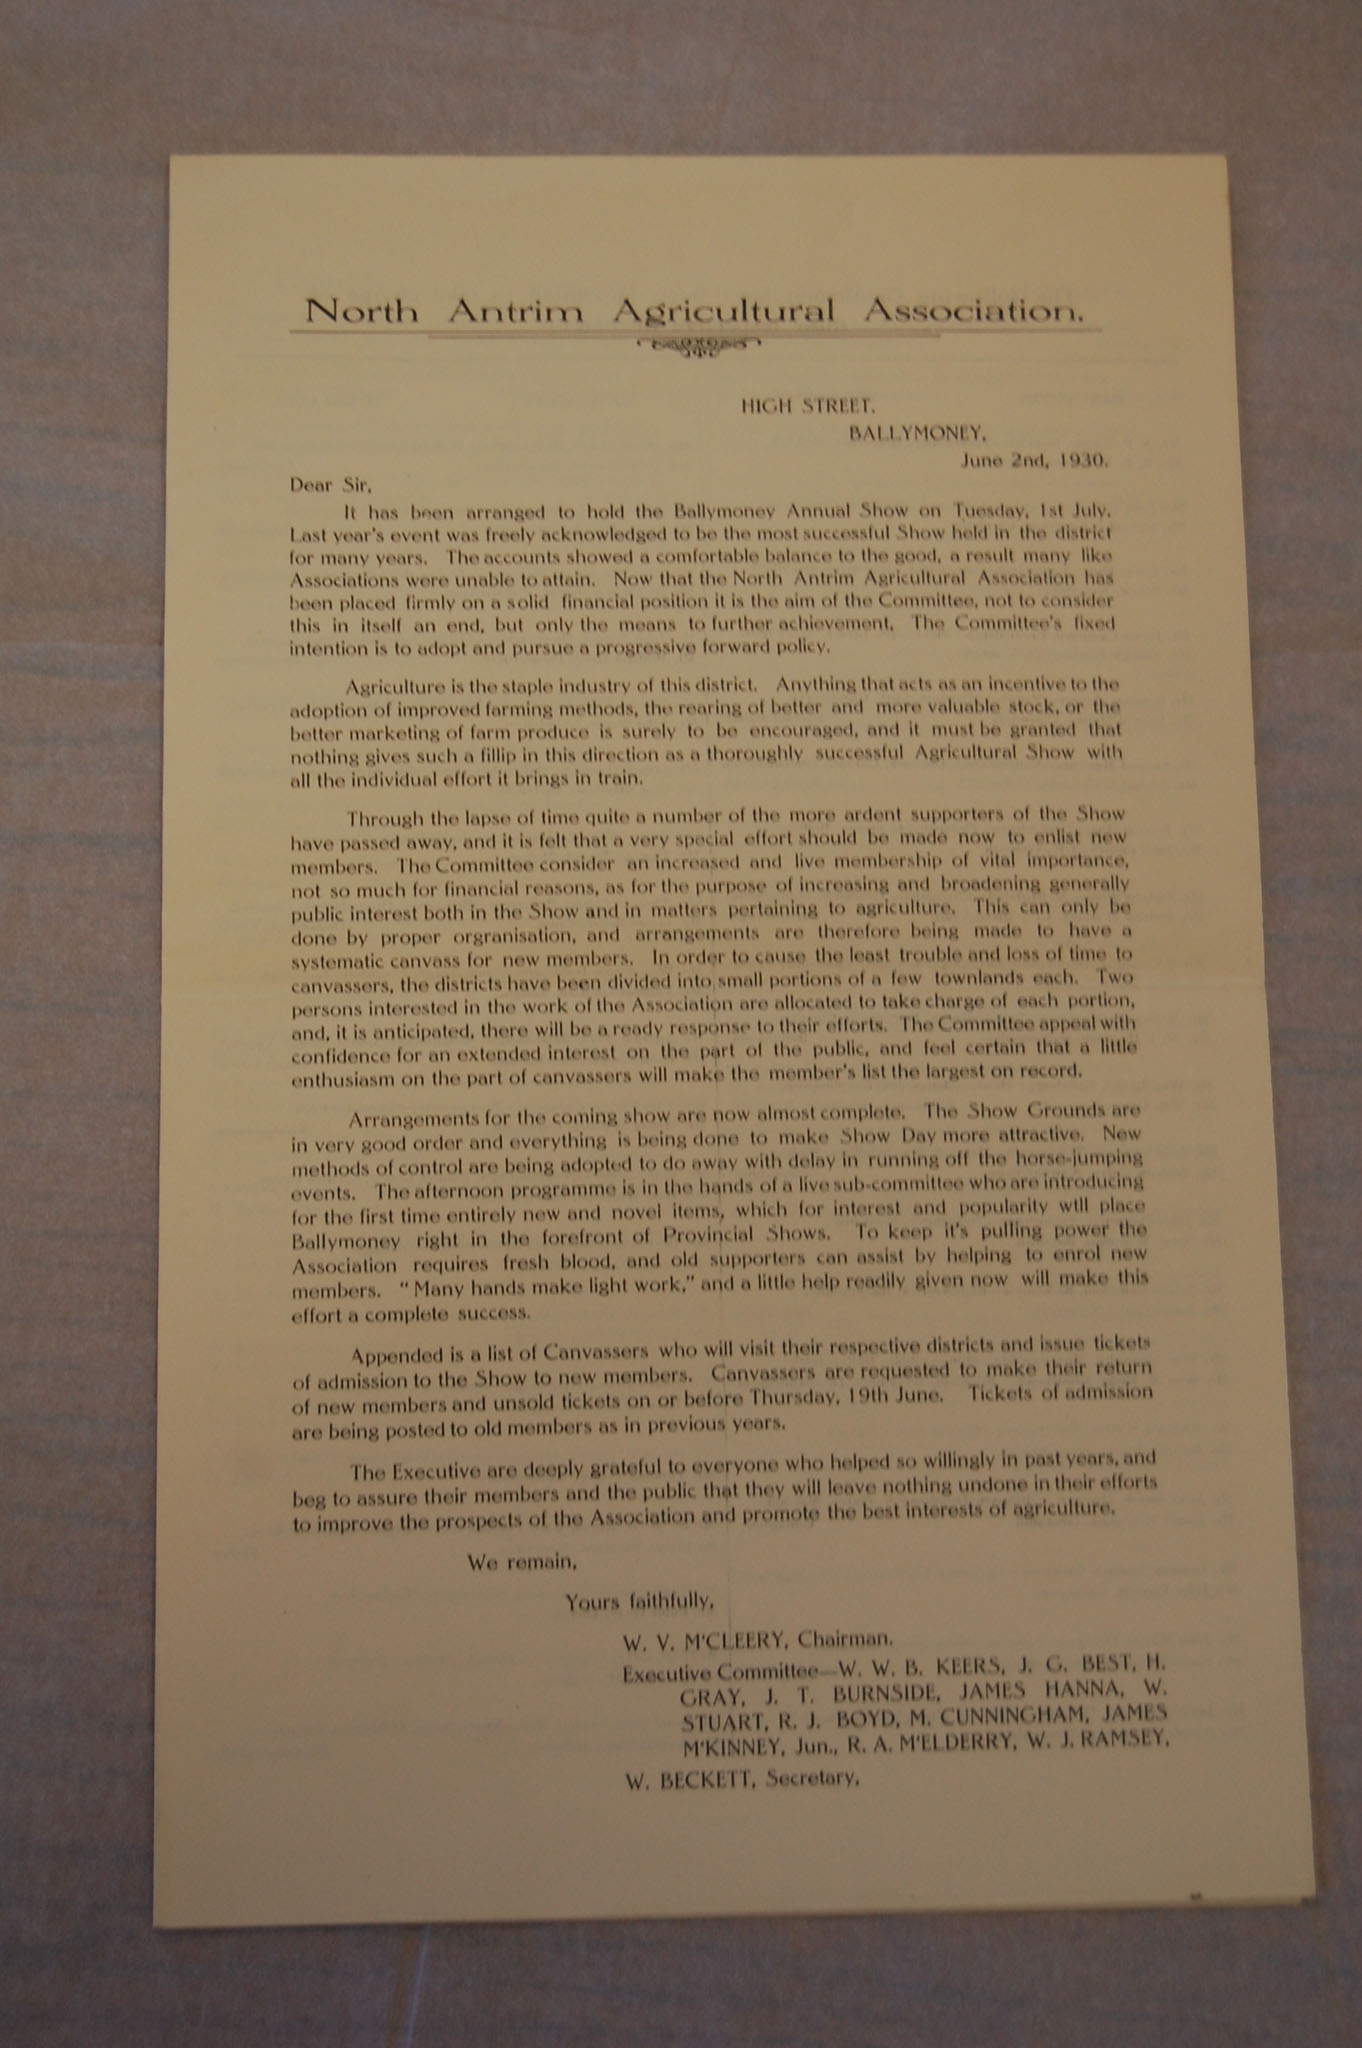 North Antrim Agricultural Association.
HIGH STREET.
BALLYMONEY,
June 2nd, 1930.
Dear Sir,
It has been arranged to hold the Ballymoney Annual Show on Tuesday, 1st July.
Last year's event was freely acknowledged to be the most successful Show held in the district
for many years. The accounts showed a comfortable balance to the good, a result many like
Associations were unable to attain. Now that the North Antrim Agricultural Association has
been placed firmly on a solid financial position it is the aim of the Committee, not to consider
this in itself an end, but only the means to further achievement. The Committee's fixed
intention is to adopt and pursue a progressive forward policy.
Agriculture is the staple industry of this district. Anything that acts as an incentive to the
adoption of improved farming methods, the rearing of better and more valuable stock, or the
better marketing of farm produce is surely to be encouraged, and it must be granted that
nothing gives such a fillip in this direction as a thoroughly successful Agricultural Show with
all the individual effort it brings in train.
Through the lapse of time quite a number of the more ardent supporters of the Show
have passed away, and it is felt that a very special effort should be made now to enlist new
members. The Committee consider an increased and live membership of vital importance,
not so much for financial reasons, as for the purpose of increasing and broadening generally
public interest both in the Show and in matters pertaining to agriculture. This can only be
done by proper orgranisation, and arrangements are therefore being made to have a
systematic canvass for new members. In order to cause the least trouble and loss of time to
canvassers, the districts have been divided into small portions of a few townlands each. Two
persons interested in the work of the Association are allocated to take charge of each portion,
and, it is anticipated, there will be a ready response to their efforts. The Committee appeal with
confidence for an extended interest on the part of the public, and feel certain that a little
enthusiasm on the part of canvassers will make the member's list the largest on record.
Arrangements for the coming show are now almost complete. The Show Grounds are
in very good order and everything is being done to make Show Day more attractive. New
methods of control are being adopted to do away with delay in running off the horse-jumping
events. The afternoon programme is in the hands of a live sub-committee who are introducing
for the first time entirely new and novel items, which for interest and popularity wtll place
Ballymoney right in the forefront of Provincial Shows. To keep it's pulling power the
Association requires fresh blood, and old supporters can assist by helping to enrol new
members. "Many hands make light work," and a little help readily given now will make this
effort a complete success.
Appended is a list of Canvassers who will visit their respective districts and issue tickets
of admission to the Show to new members. Canvassers are requested to make their return
of new members and unsold tickets on or before Thursday, 19th June. Tickets of admission
are being posted to old members as in previous years.
The Executive are deeply grateful to everyone who helped so willingly in past years, and
beg to assure their members and the public that they will leave nothing undone in their efforts
to improve the prospects of the Association and promote the best interests of agriculture.
We remain,
Yours faithfully,
W. V. M'CLEERY, Chairman.
Executive Committee—W. W. B. KEERS, J. G. BEST, H.
GRAY, J. T. BURNSIDE, JAMES HANNA, W.
STUART, R. J. BOYD, M. CUNNINGHAM, JAMES
M'KINNEY, Jun., R. A. M'ELDERRY, W. J. RAMSEY,
W. BECKETT, Secretary,